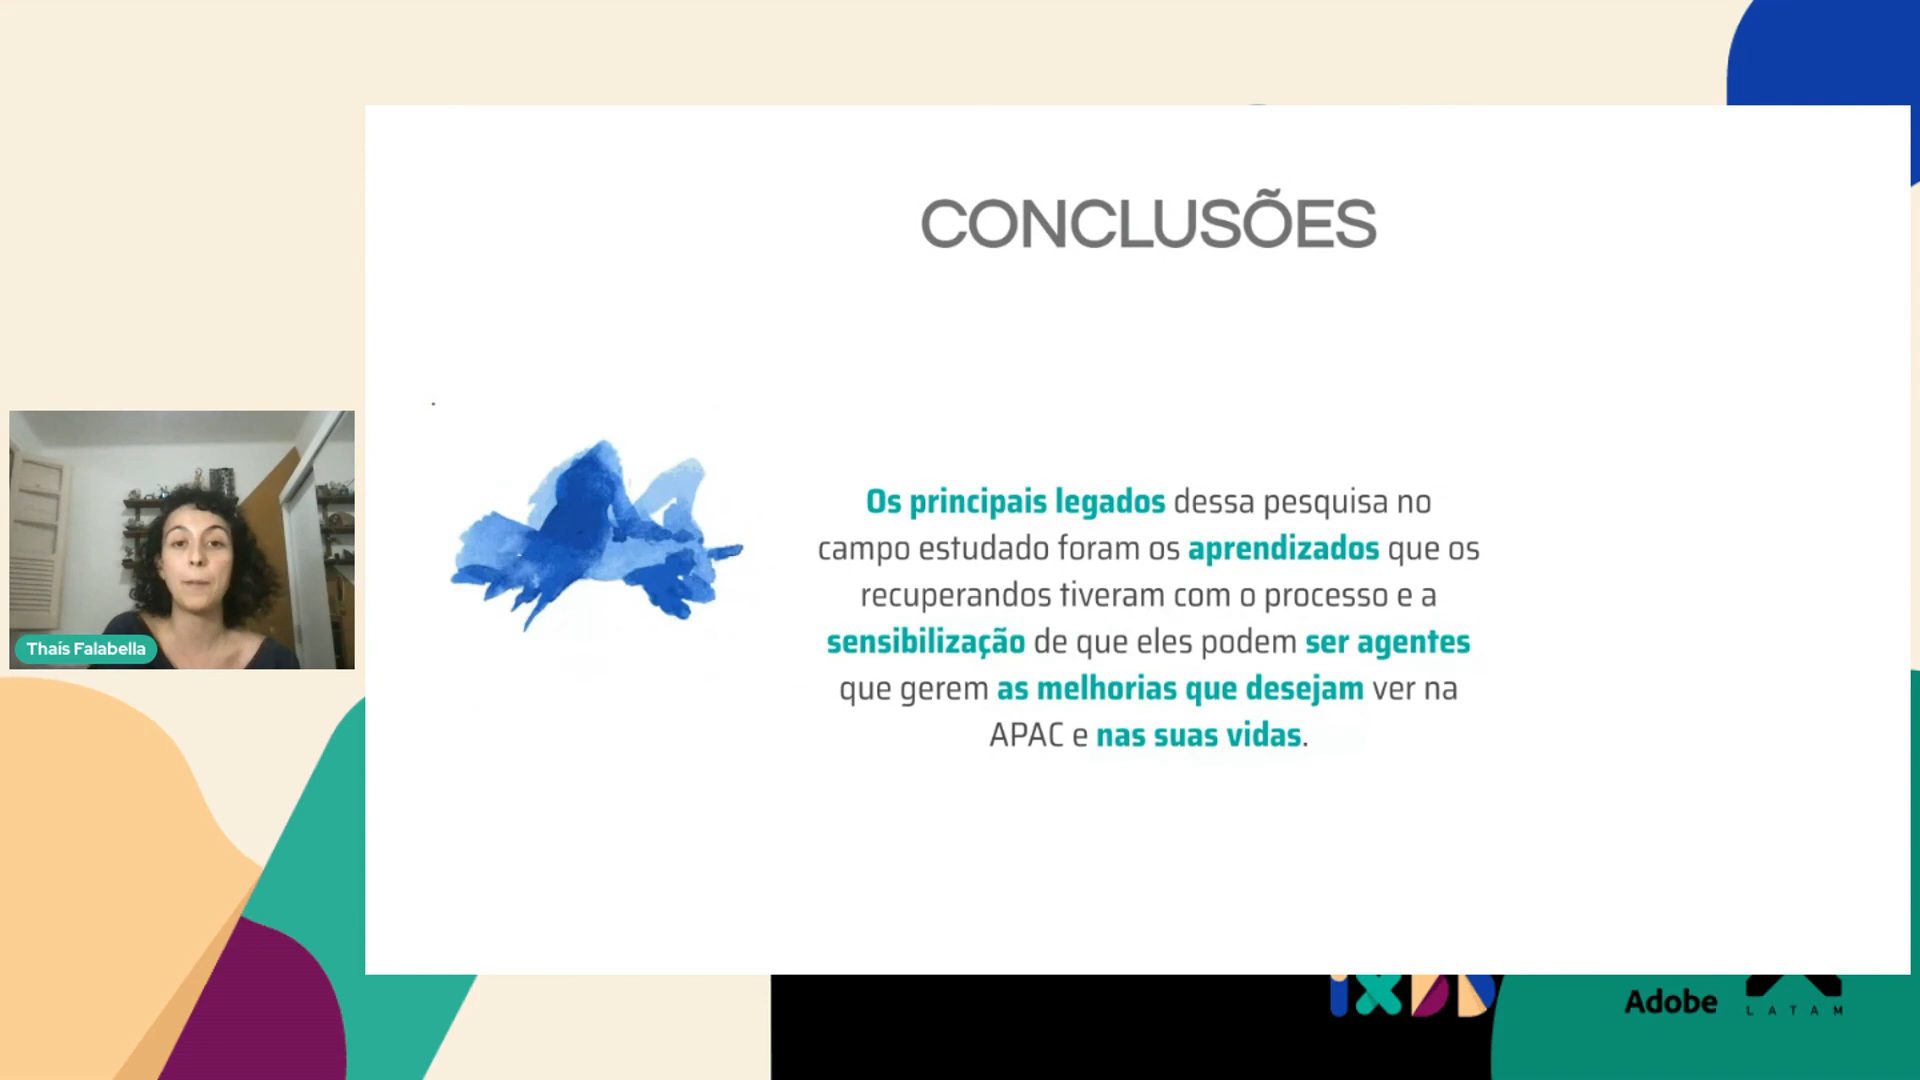 CONCLUSÕES
Os principais legados dessa pesquisa no
campo estudado foram os aprendizados que os
recuperandos tiveram com o processo e a
sensibilização de que eles podem ser agentes
que gerem as melhorias que desejam ver na
APAC e nas suas vidas.
Thaís Falabella
Adobe
LATAM